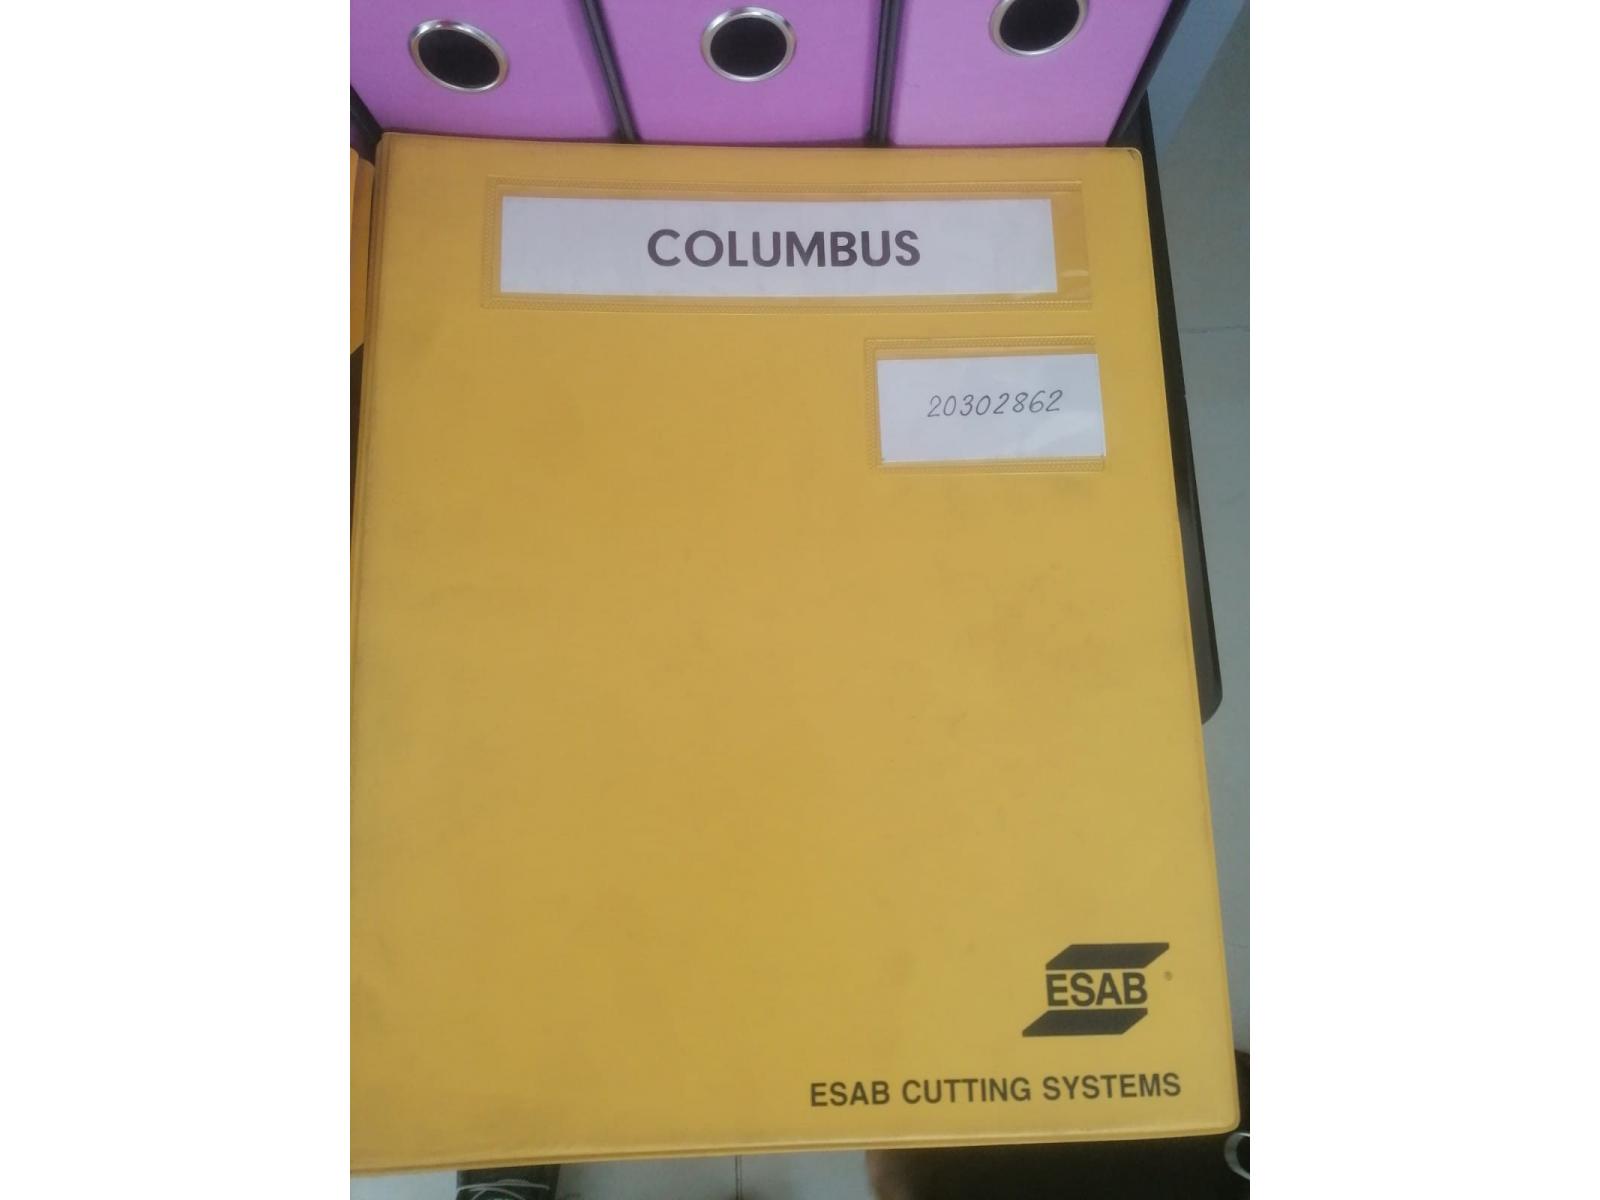 COLUMBUS
20302862
ESAB ®
ESAB CUTTING SYSTEMS